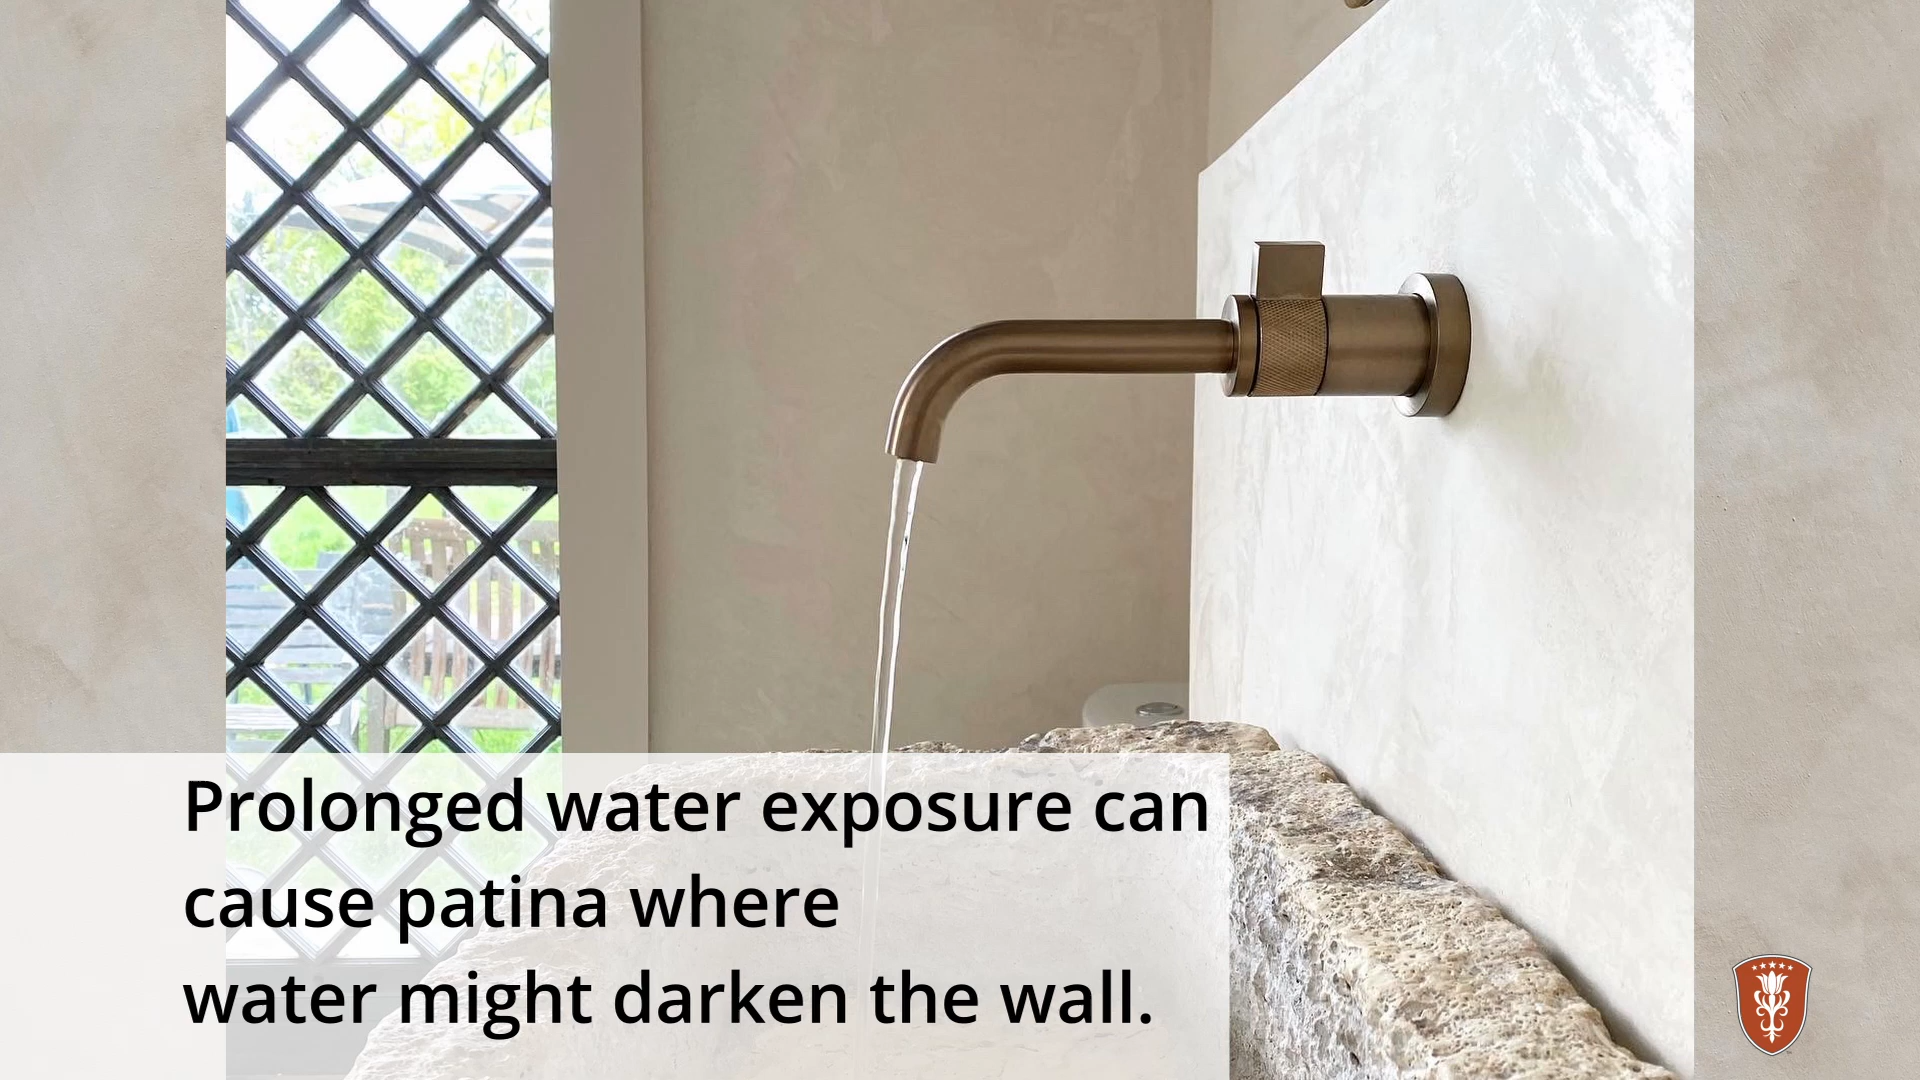 Prolonged water exposure can
cause patina where
water might darken the wall.